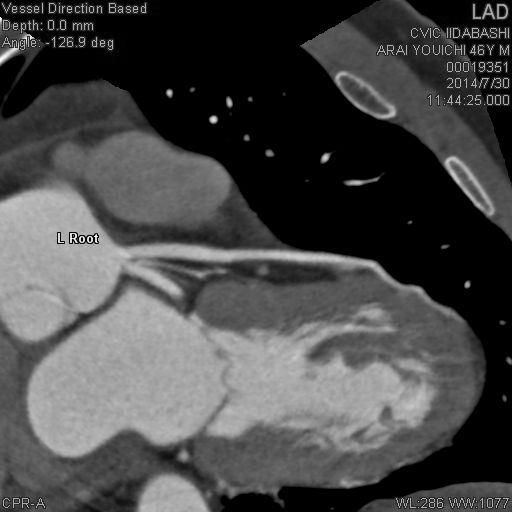 Vessel Direction Based
Depth: 0.0 mm
Angle: -126.9 deg
LAD
CVIC IIDABASHI
ARAI YOUICHI 46Y M
00019351
2014/7/30
11:44:25.000
L Root
CPR-A
WL:286 WW:1077